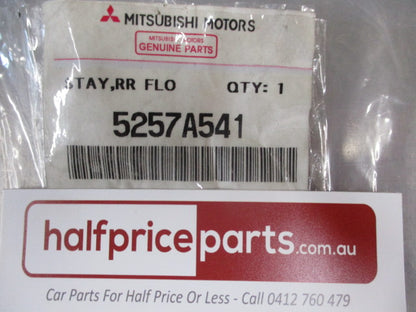 MITSUBISHI MOTORS
MITSUBISHI MOTORS
GENUINE PARTS
STAY,RR FLO QTY: 1
5257A541
halfpriceparts.com.au
Car Parts For Half Price Or Less - Call 0412 760 479